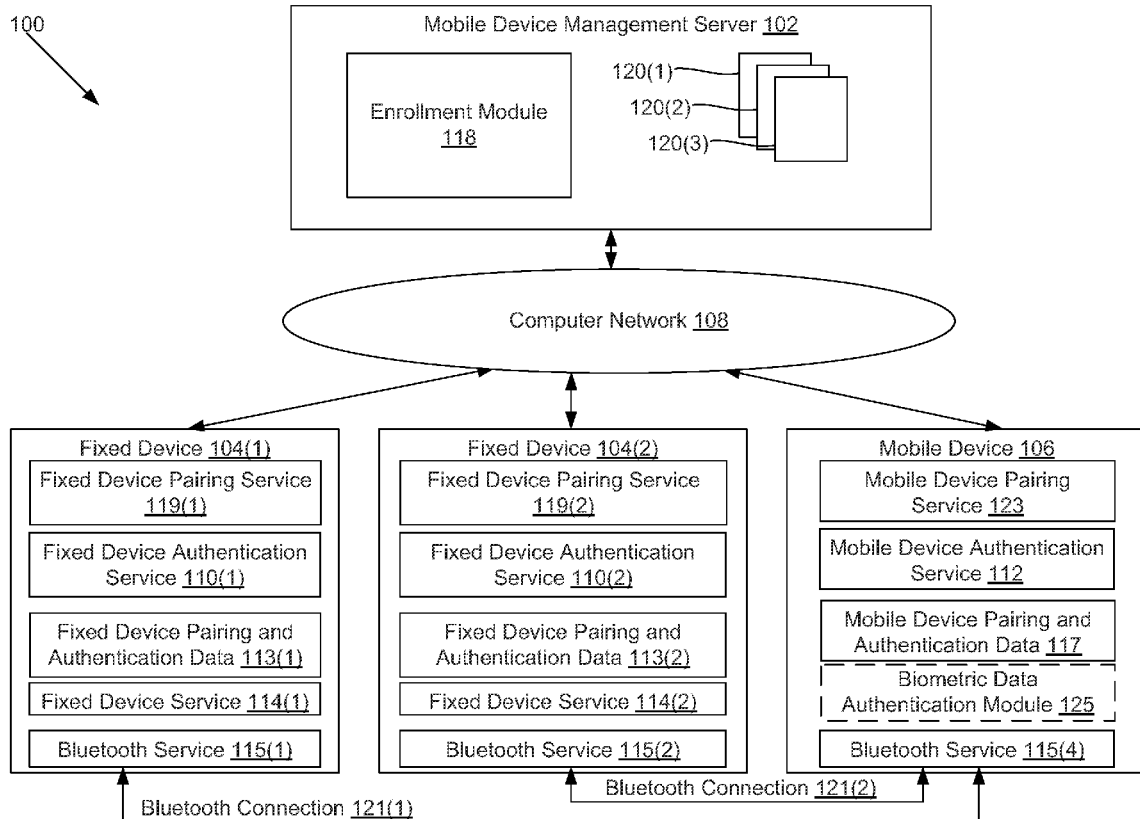 100
Mobile Device Management Server 102
Enrollment Module
118
120(1)
120(2)
120(3)
Computer Network 108
Fixed Device 104(1)
Fixed Device Pairing Service
119(1)
Fixed Device Authentication
Service 110(1)
Fixed Device Pairing and
Authentication Data 113(1)
Fixed Device Service 114(1)
Bluetooth Service 115(1)
Fixed Device 104(2)
Fixed Device Pairing Service
119(2)
Fixed Device Authentication
Service 110(2)
Fixed Device Pairing and
Authentication Data 113(2)
Fixed Device Service 114(2)
Bluetooth Service 115(2)
Mobile Device 106
Mobile Device Pairing
Service 123
Mobile Device Authentication
Service 112
Mobile Device Pairing and
Authentication Data 117
Biometric Data
Authentication Module 125
Bluetooth Service 115(4)
Bluetooth Connection 121(2)
Bluetooth Connection 121(1)